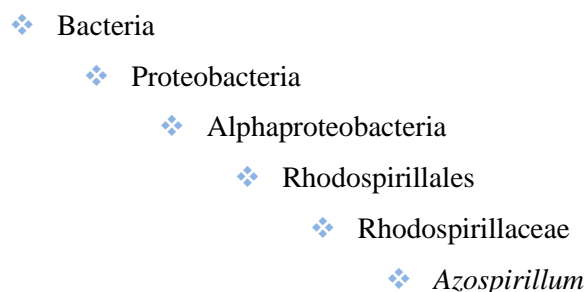 Bacteria
Proteobacteria
Alphaproteobacteria
Rhodospirillales
Rhodospirillaceae
Azospirillum